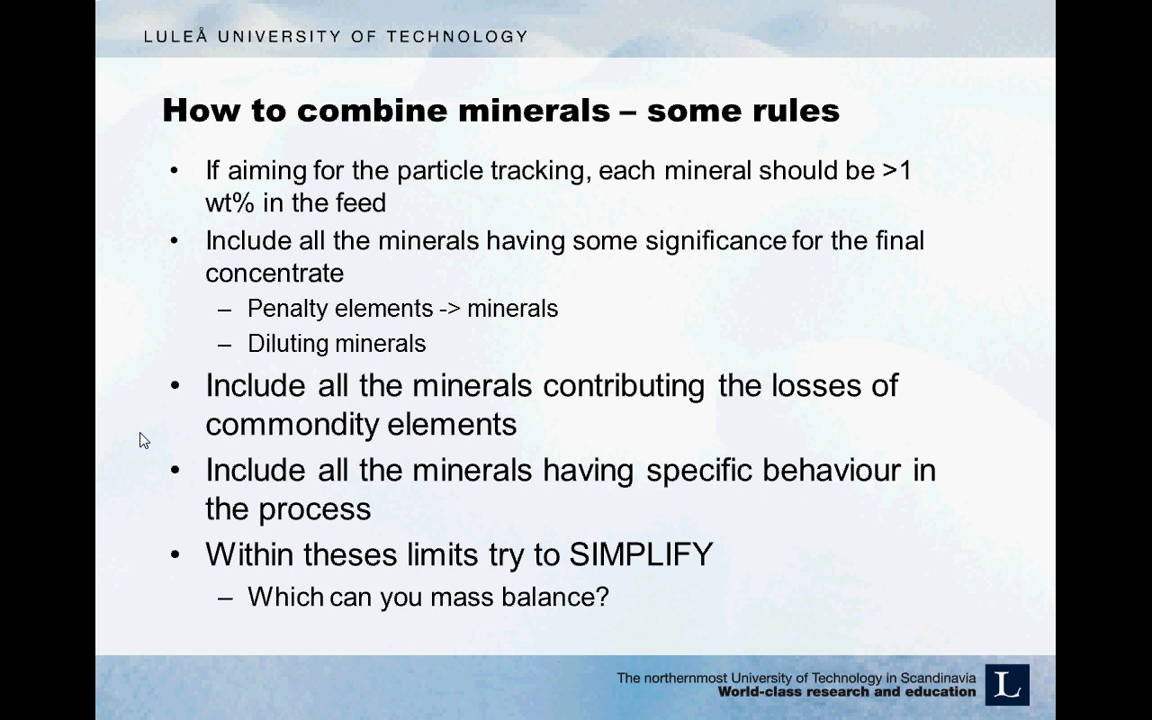 LULEÅ UNIVERSITY OF TECHNOLOGY
How to combine minerals – some rules
• If aiming for the particle tracking, each mineral should be >1
wt% in the feed
• Include all the minerals having some significance for the final
concentrate
– Penalty elements -> minerals
– Diluting minerals
• Include all the minerals contributing the losses of
commondity elements
• Include all the minerals having specific behaviour in
the process
• Within theses limits try to SIMPLIFY
– Which can you mass balance?
The northernmost University of Technology in Scandinavia
World-class research and education
L